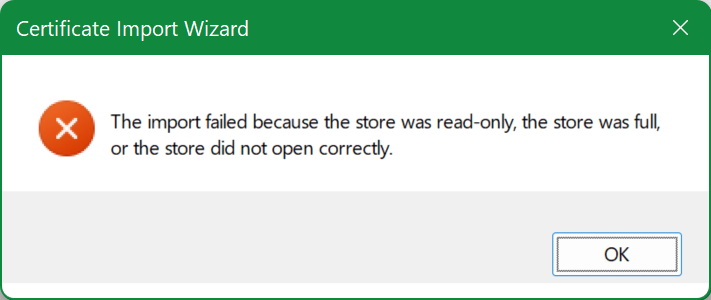 Certificate Import Wizard
The import failed because the store was read-only, the store was full,
or the store did not open correctly.
OK